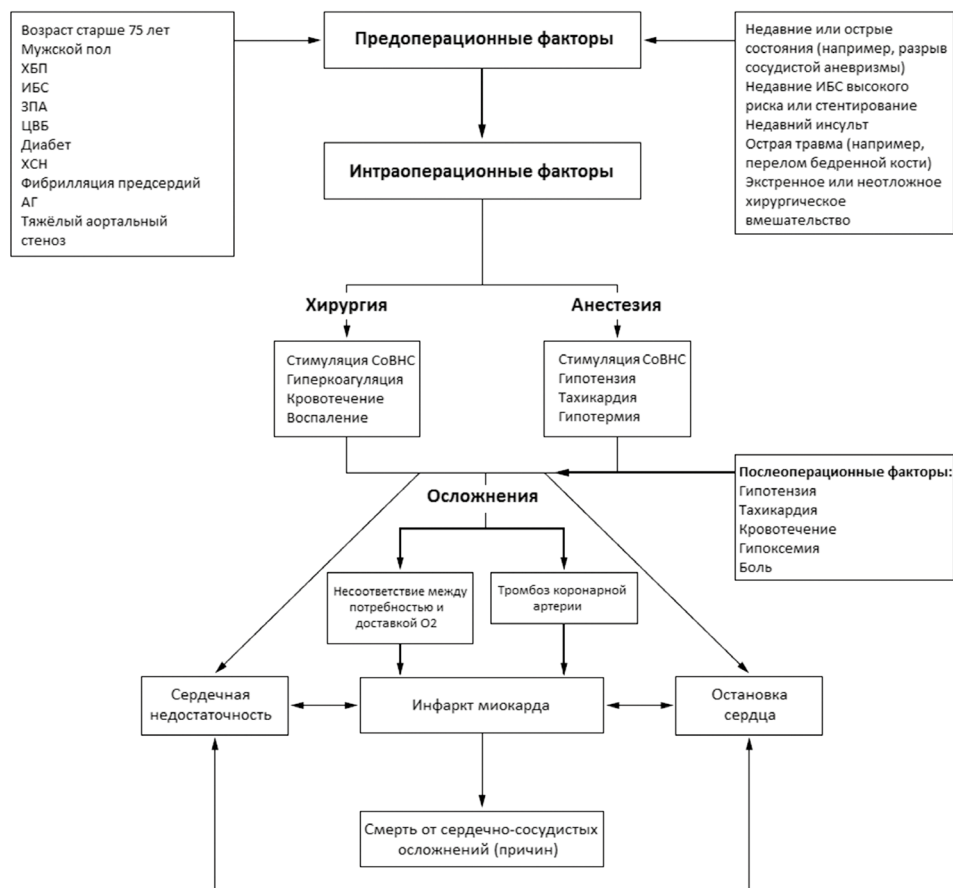 Возраст старше 75 лет
Мужской пол
ХБП
ИБС
ЗПА
ЦВБ
Диабет
ХСН
Фибрилляция предсердий
АГ
Тяжёлый аортальный
стеноз
Предоперационные факторы
Недавние или острые
состояния (например, разрыв
сосудистой аневризмы)
Недавние ИБС высокого
риска или стентирование
Недавний инсульт
Острая травма (например,
перелом бедренной кости)
Экстренное или неотложное
хирургическое
вмешательство
Интраоперационные факторы
Хирургия
Стимуляция СоВНС
Гиперкоагуляция
Кровотечение
Воспаление
Анестезия
Стимуляция СоВНС
Гипотензия
Тахикардия
Гипотермия
Послеоперационные факторы:
Гипотензия
Тахикардия
Кровотечение
Гипоксемия
Боль
Осложнения
Несоответствие между
потребностью и
доставкой О2
Тромбоз коронарной
артерии
Сердечная
недостаточность
Инфаркт миокарда
Остановка
сердца
Смерть от сердечно-сосудистых
осложнений (причин)